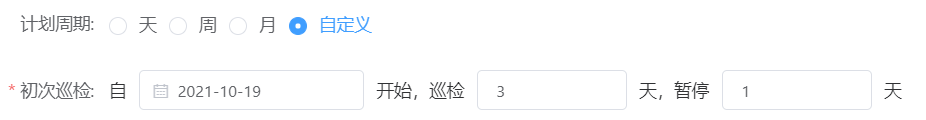 计划周期: 天 周 月 自定义
* 初次巡检: 自 2021-10-19 开始，巡检 3 天，暂停 1 天